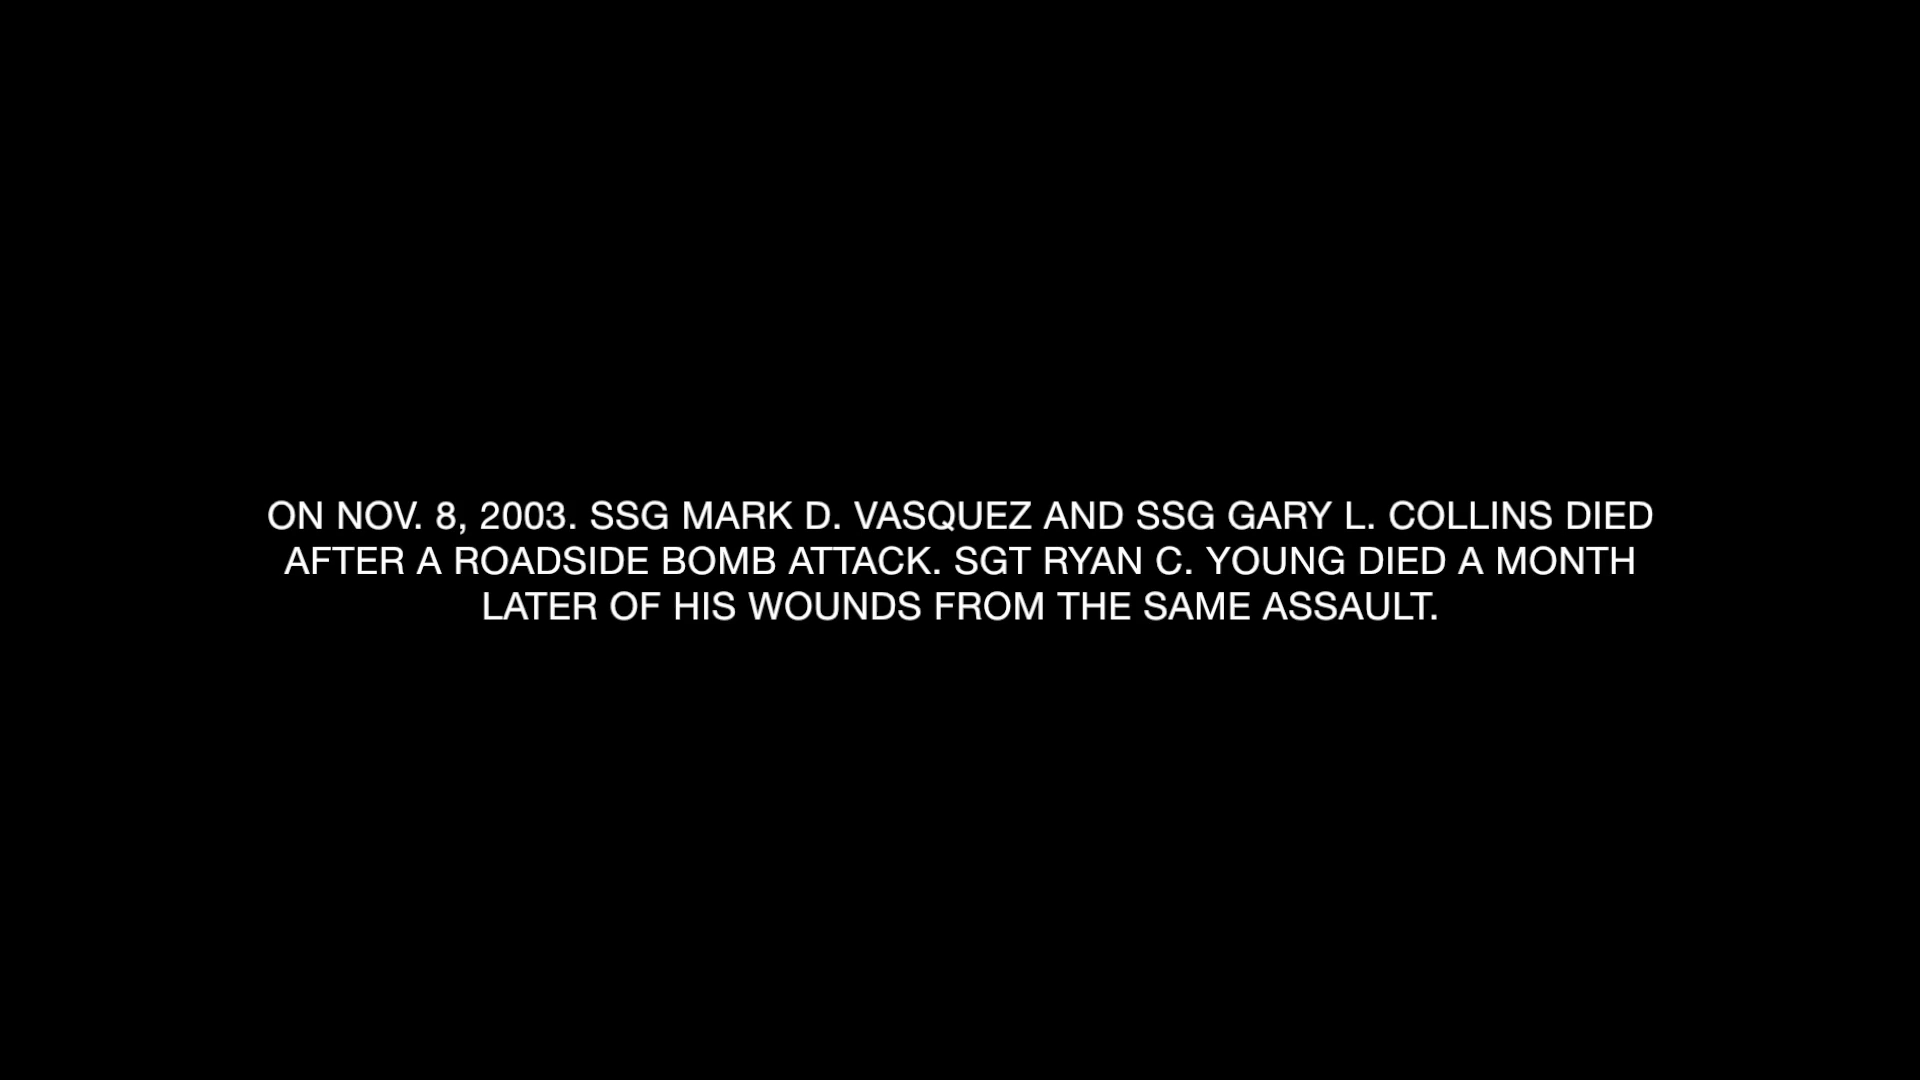 ON NOV. 8, 2003. SSG MARK D. VASQUEZ AND SSG GARY L. COLLINS DIED
AFTER A ROADSIDE BOMB ATTACK. SGT RYAN C. YOUNG DIED A MONTH
LATER OF HIS WOUNDS FROM THE SAME ASSAULT.